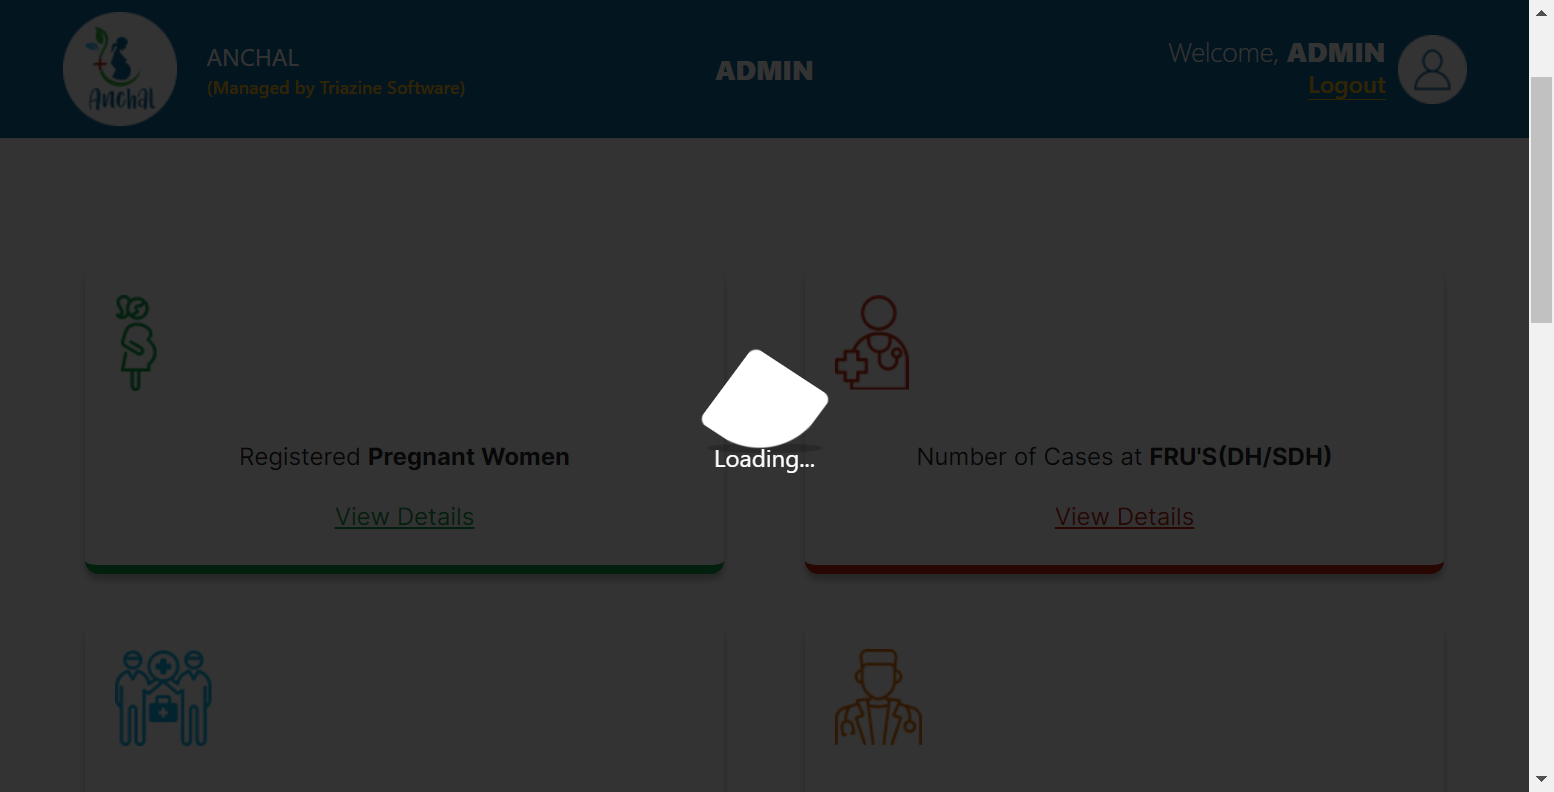 Anchal
ANCHAL
(Managed by Triazine Software)
ADMIN
Welcome, ADMIN
Logout
Registered Pregnant Women
View Details
Number of Cases at FRU'S(DH/SDH)
View Details
Loading...